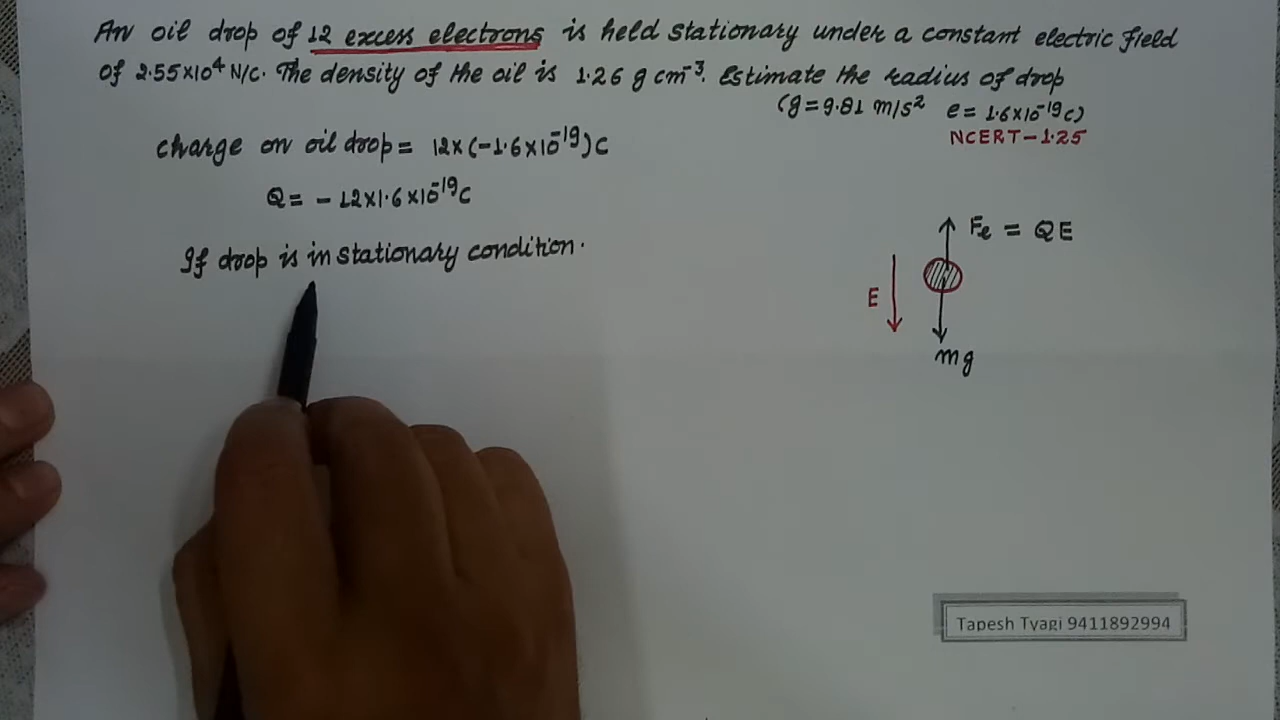 An oil drop of 12 excess electrons is held stationary under a constant electric field
of 2.55×10⁴ N/C. The density of the oil is 1.26 g cm⁻³. Estimate the radius of drop
(g = 9.81 m/s² e = 1.6×10⁻¹⁹C)
NCERT-1.25
charge on oil drop = 12×(-1.6×10⁻¹⁹)C
Q = - 12×1.6×10⁻¹⁹C
If drop is in stationary condition.
Fe = QE
E
mg
Tapesh Tyagi 9411892994